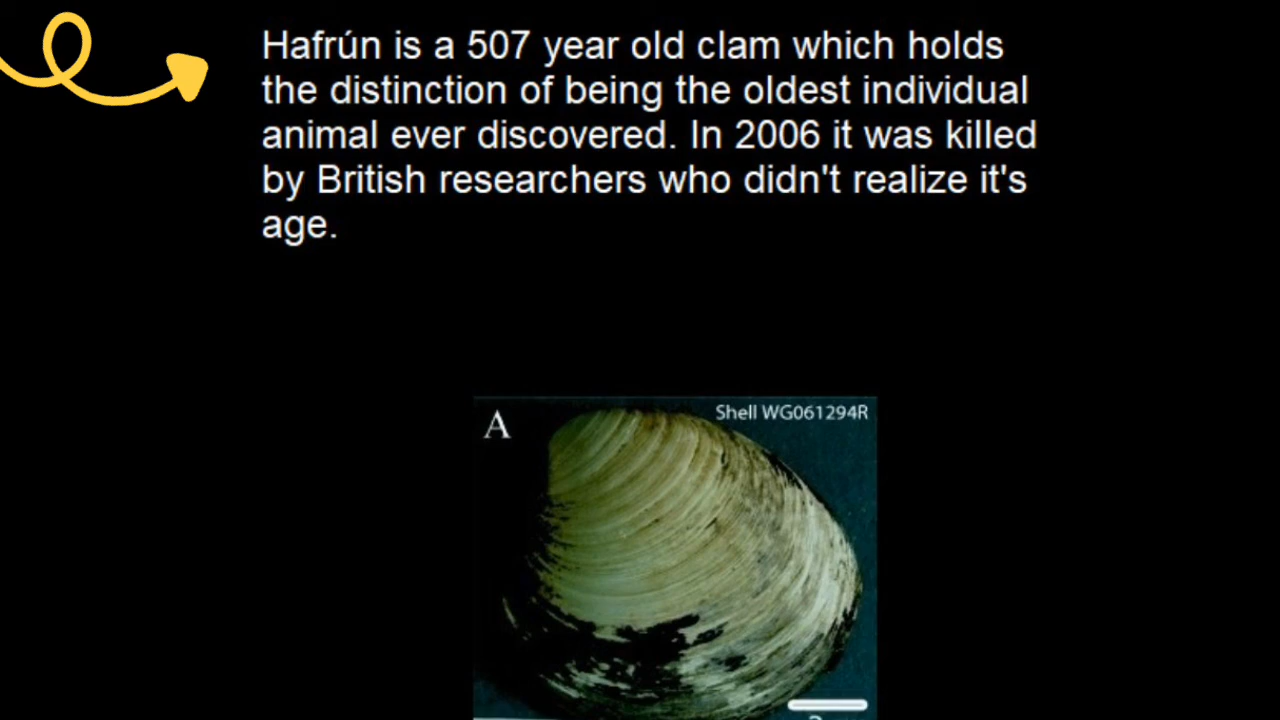 Hafrún is a 507 year old clam which holds
the distinction of being the oldest individual
animal ever discovered. In 2006 it was killed
by British researchers who didn't realize it's
age.
A
Shell WG061294R